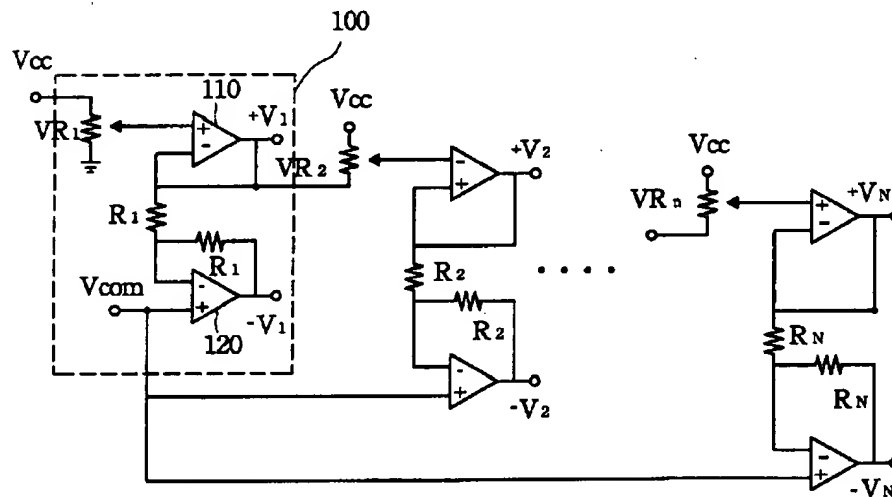 100
Vcc
110
+V1
VR1
+
-
Vcc
VR2
-
+
+V2
Vcc
VRn
+
-
+VN
R1
R1
Vcom
-
+
-V1
120
R2
R2
-
+
-V2
RN
RN
-
+
-VN